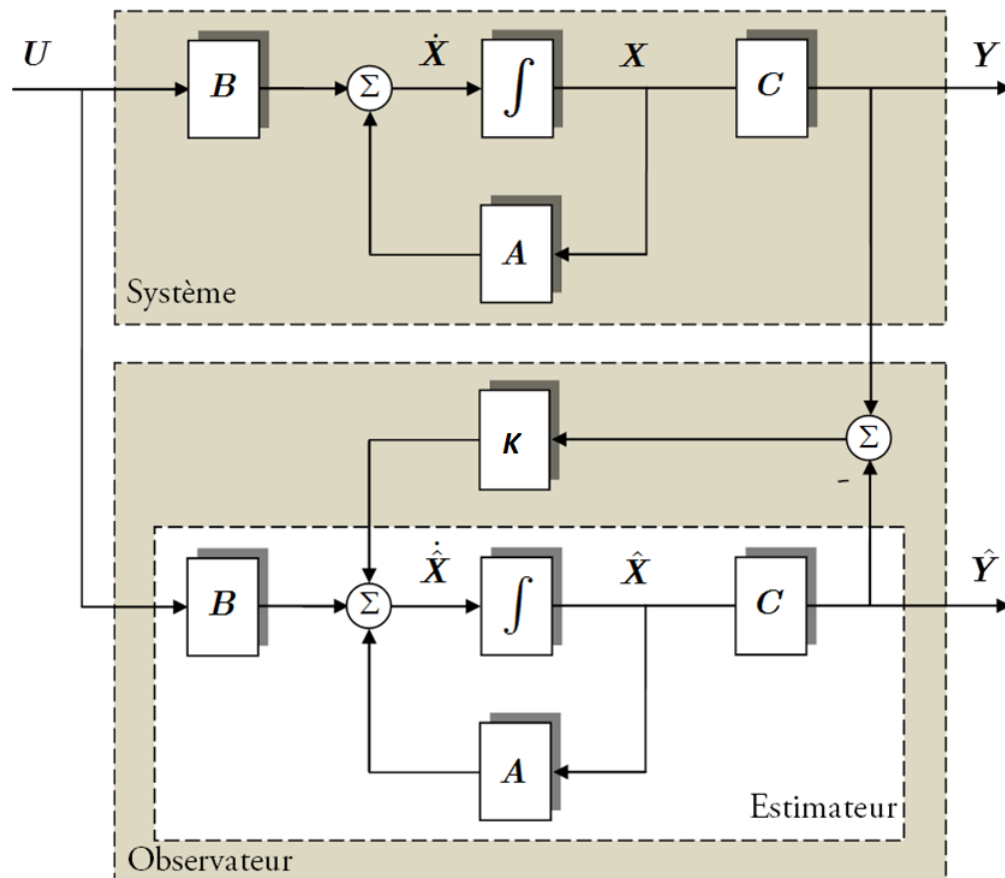 U Ẋ X Y
B Σ ∫ C
A
Système
K Σ
-
X̂̇ X̂ Ŷ
B Σ ∫ C
A
Estimateur
Observateur